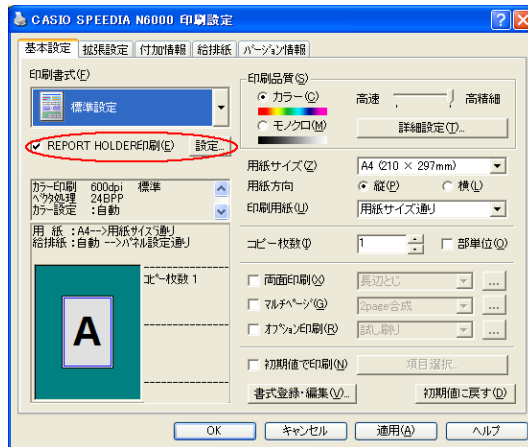 CASIO SPEEDIA N6000 印刷設定
基本設定 拡張設定 付加情報 給排紙 バージョン情報
印刷書式(F)
標準設定
REPORT HOLDER印刷(E) 設定...
カラー印刷 600dpi 標準
ベクタ処理 24BPP
カラー設定 :自動
用 紙 :A4-->用紙サイズ通り
給排紙:自動 -->パネル設定通り
コピー枚数 1
A
印刷品質(S)
カラー(C)
モノクロ(M)
高速 高精細
詳細設定(T)...
用紙サイズ(Z) A4 (210 × 297mm)
用紙方向 縦(P) 横(L)
印刷用紙(U) 用紙サイズ通り
コピー枚数(I) 1 部単位(O)
両面印刷(X) 長辺とじ ...
マルチページ(G) 2page合成 ...
オプション印刷(R) 試し刷り ...
初期値で印刷(N) 項目選択...
書式登録・編集(V)... 初期値に戻す(D)
OK キャンセル 適用(A) ヘルプ